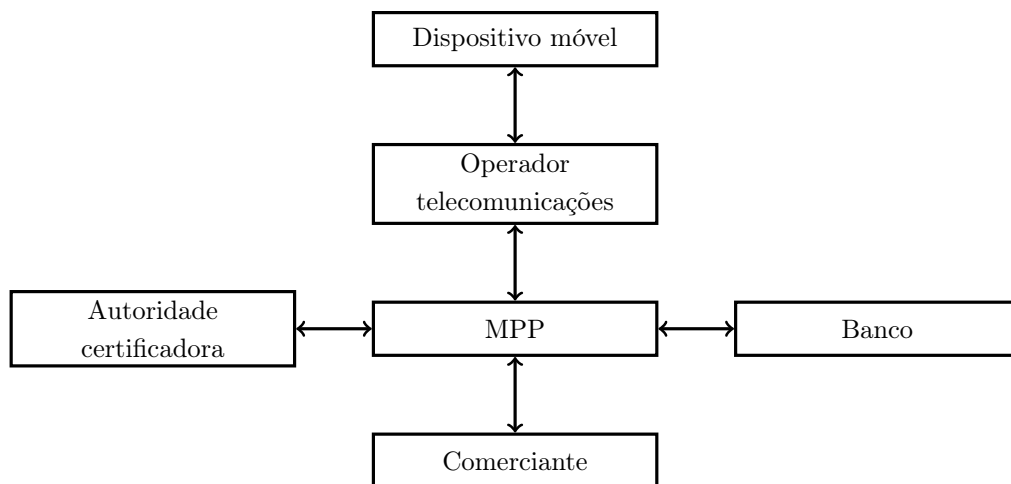 Dispositivo móvel
Operador
telecomunicações
Autoridade
certificadora
MPP
Banco
Comerciante